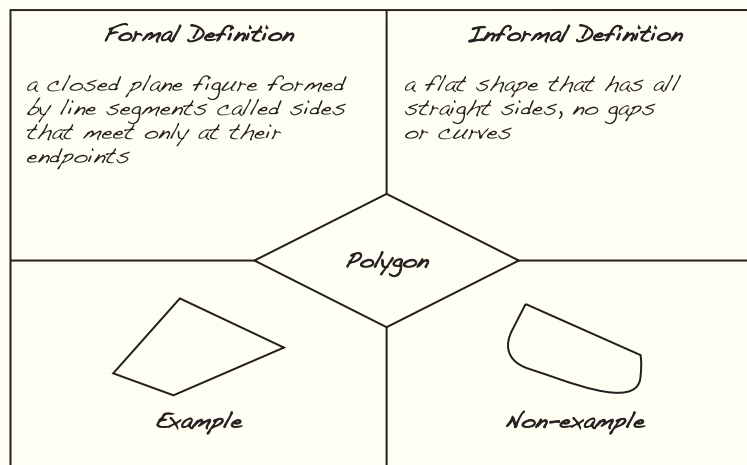 Formal Definition
a closed plane figure formed
by line segments called sides
that meet only at their
endpoints
Informal Definition
a flat shape that has all
straight sides, no gaps
or curves
Polygon
Example
Non-example